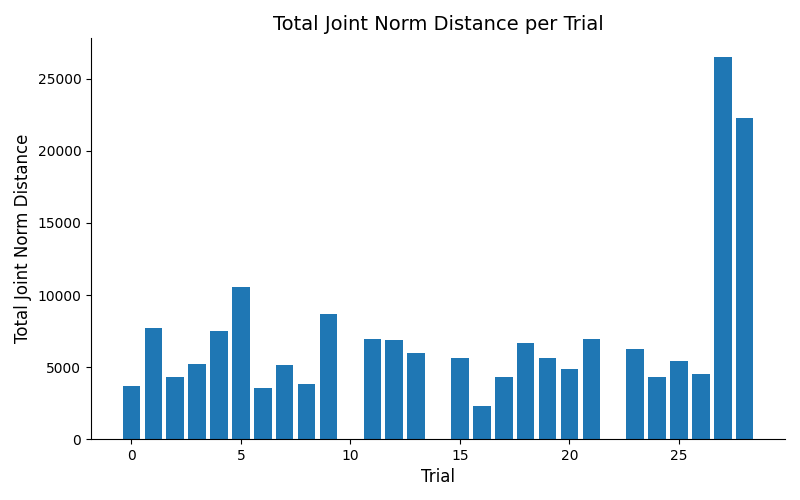 Total Joint Norm Distance per Trial
25000
20000
15000
10000
5000
0
Total Joint Norm Distance
0 5 10 15 20 25
Trial